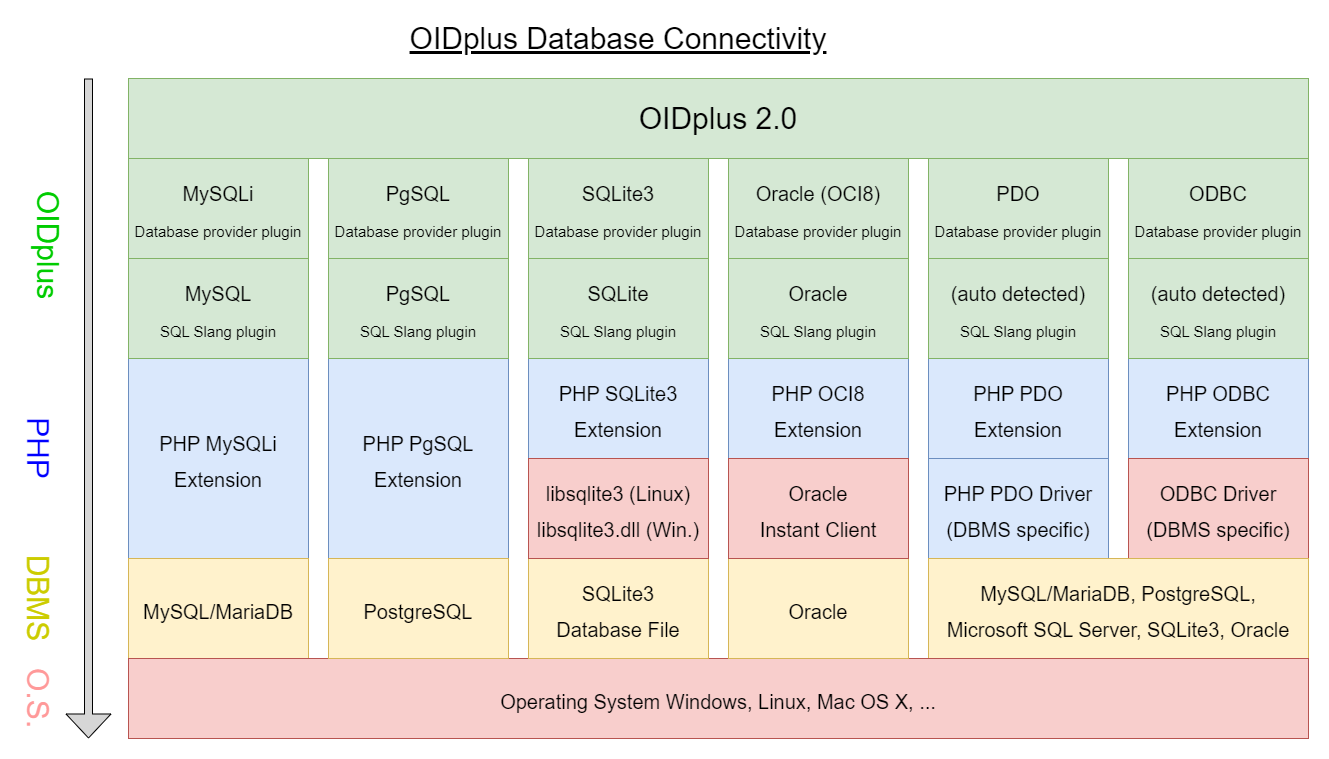 OIDplus Database Connectivity
OIDplus 2.0
OIDplus
MySQLi
Database provider plugin
PgSQL
Database provider plugin
SQLite3
Database provider plugin
Oracle (OCI8)
Database provider plugin
PDO
Database provider plugin
ODBC
Database provider plugin
MySQL
SQL Slang plugin
PgSQL
SQL Slang plugin
SQLite
SQL Slang plugin
Oracle
SQL Slang plugin
(auto detected)
SQL Slang plugin
(auto detected)
SQL Slang plugin
PHP
PHP MySQLi
Extension
PHP PgSQL
Extension
PHP SQLite3
Extension
PHP OCI8
Extension
PHP PDO
Extension
PHP ODBC
Extension
libsqlite3 (Linux)
libsqlite3.dll (Win.)
Oracle
Instant Client
PHP PDO Driver
(DBMS specific)
ODBC Driver
(DBMS specific)
DBMS
MySQL/MariaDB
PostgreSQL
SQLite3
Database File
Oracle
MySQL/MariaDB, PostgreSQL,
Microsoft SQL Server, SQLite3, Oracle
O.S.
Operating System Windows, Linux, Mac OS X, ...